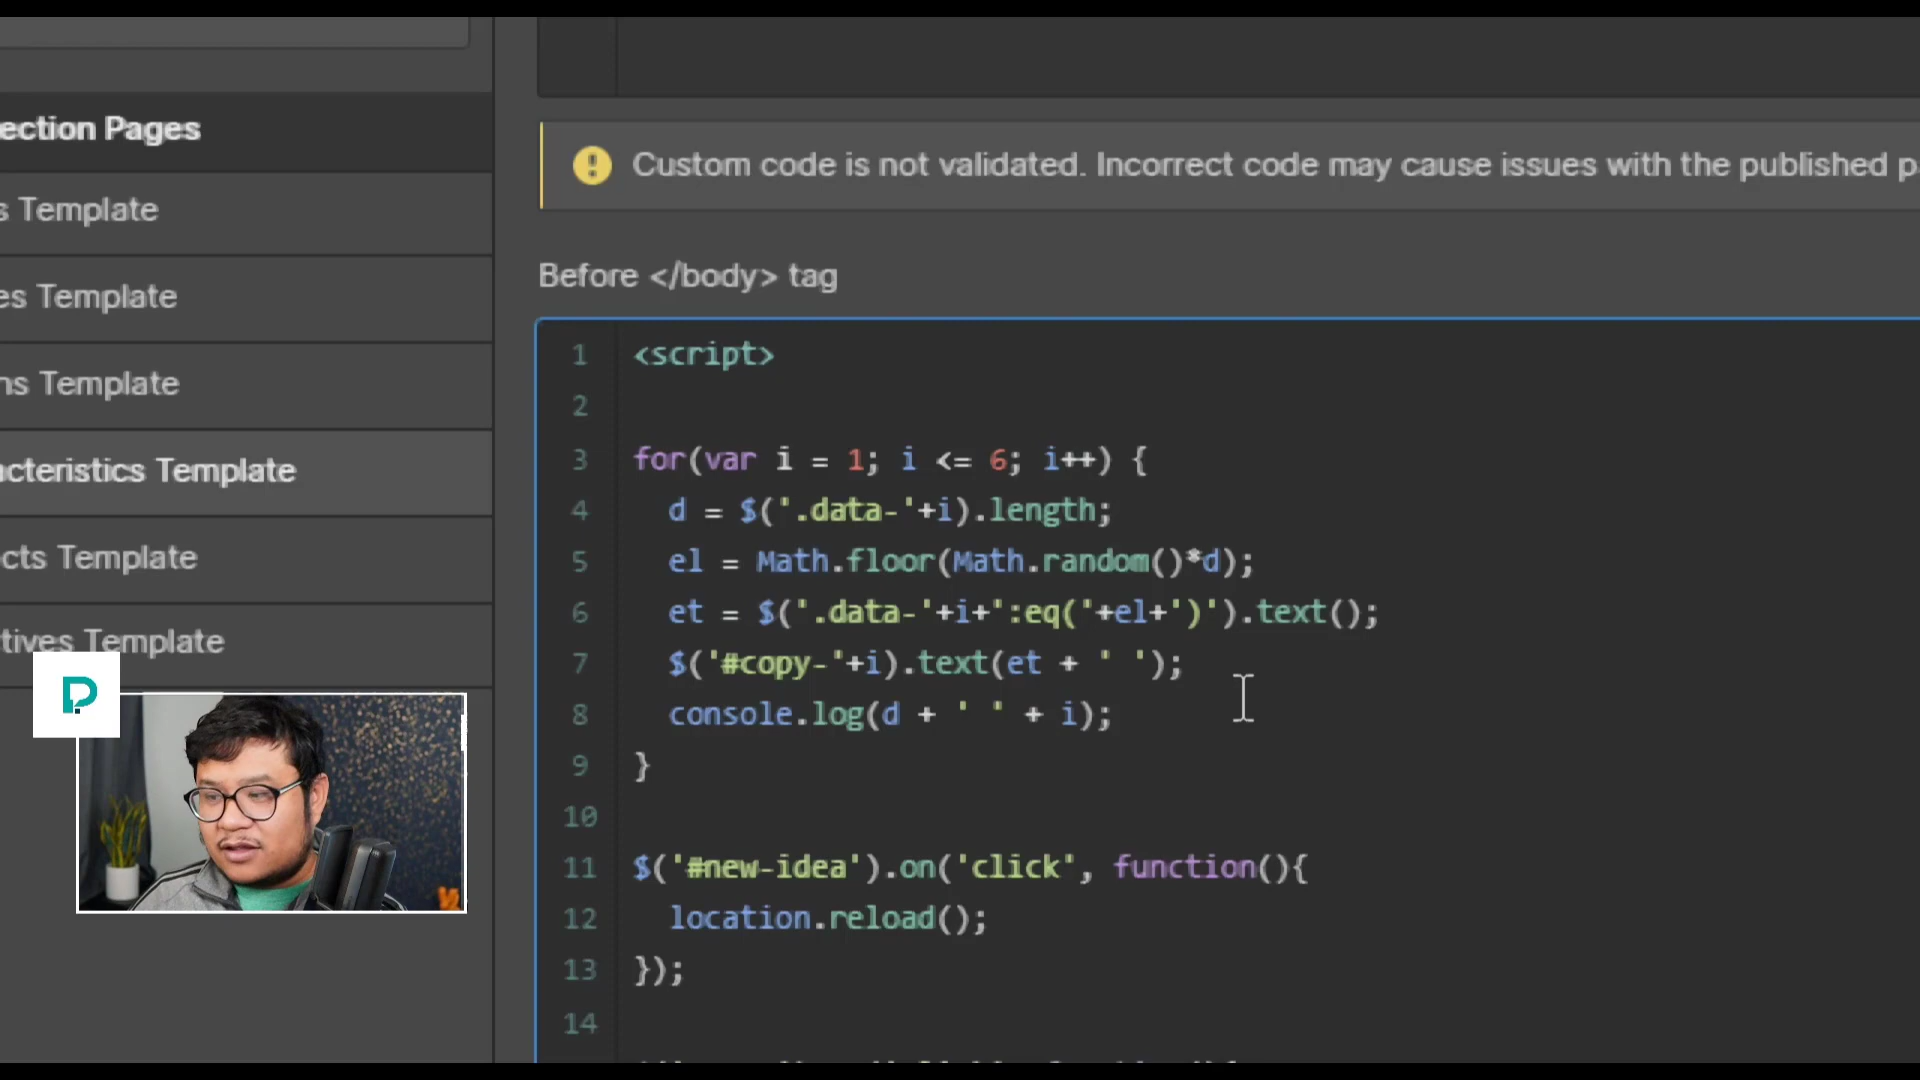 ection Pages
s Template
es Template
ns Template
acteristics Template
cts Template
tives Template
Custom code is not validated. Incorrect code may cause issues with the published p
Before </body> tag
1 <script>
2
3 for(var i = 1; i <= 6; i++) {
4 d = $('.data-'+i).length;
5 el = Math.floor(Math.random()*d);
6 et = $('.data-'+i+':eq('+el+')').text();
7 $('#copy-'+i).text(et + ' ');
8 console.log(d + ' ' + i);
9 }
10
11 $('#new-idea').on('click', function(){
12 location.reload();
13 });
14